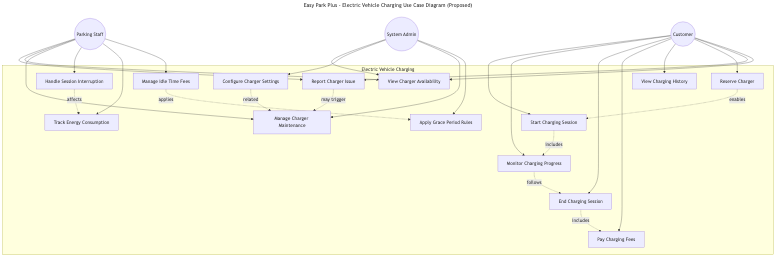 Easy Park Plus - Electric Vehicle Charging Use Case Diagram (Proposed)
Parking Staff
System Admin
Customer
Electric Vehicle Charging
Handle Session Interruption
Manage Idle Time Fees
Configure Charger Settings
Report Charger Issue
View Charger Availability
View Charging History
Reserve Charger
affects
applies
related
may trigger
enables
Track Energy Consumption
Manage Charger
Maintenance
Apply Grace Period Rules
Start Charging Session
includes
Monitor Charging Progress
follows
End Charging Session
includes
Pay Charging Fees